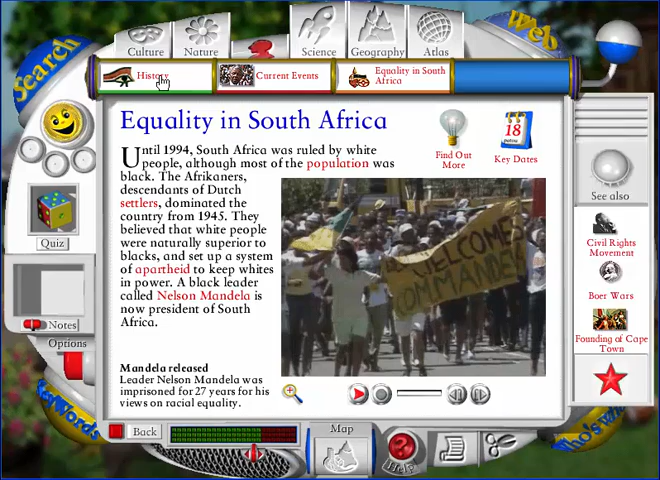 Search
Web
Culture
Nature
Science
Geography
Atlas
History
Current Events
Equality in South
Africa
Equality in South Africa
Until 1994, South Africa was ruled by white
people, although most of the population was
black. The Afrikaners,
descendants of Dutch
settlers, dominated the
country from 1945. They
believed that white people
were naturally superior to
blacks, and set up a system
of apartheid to keep whites
in power. A black leader
called Nelson Mandela is
now president of South
Africa.
Mandela released
Leader Nelson Mandela was
imprisoned for 27 years for his
views on racial equality.
Find Out
More
18
Key Dates
WELCOME
COMMANDER
See also
Civil Rights
Movement
Boer Wars
Founding of Cape
Town
Quiz
Notes
Options
KeyWords
Back
Map
Help
Who's Who